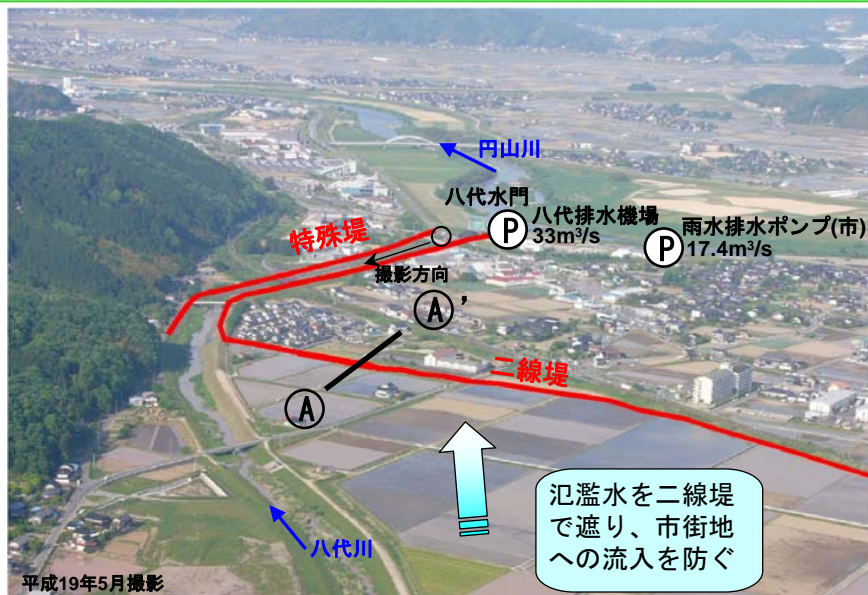 円山川
八代水門
P
八代排水機場
33m³/s
雨水排水ポンプ(市)
P
17.4m³/s
特殊堤
撮影方向
A’
二線堤
A
氾濫水を二線堤
で遮り、市街地
への流入を防ぐ
八代川
平成19年5月撮影